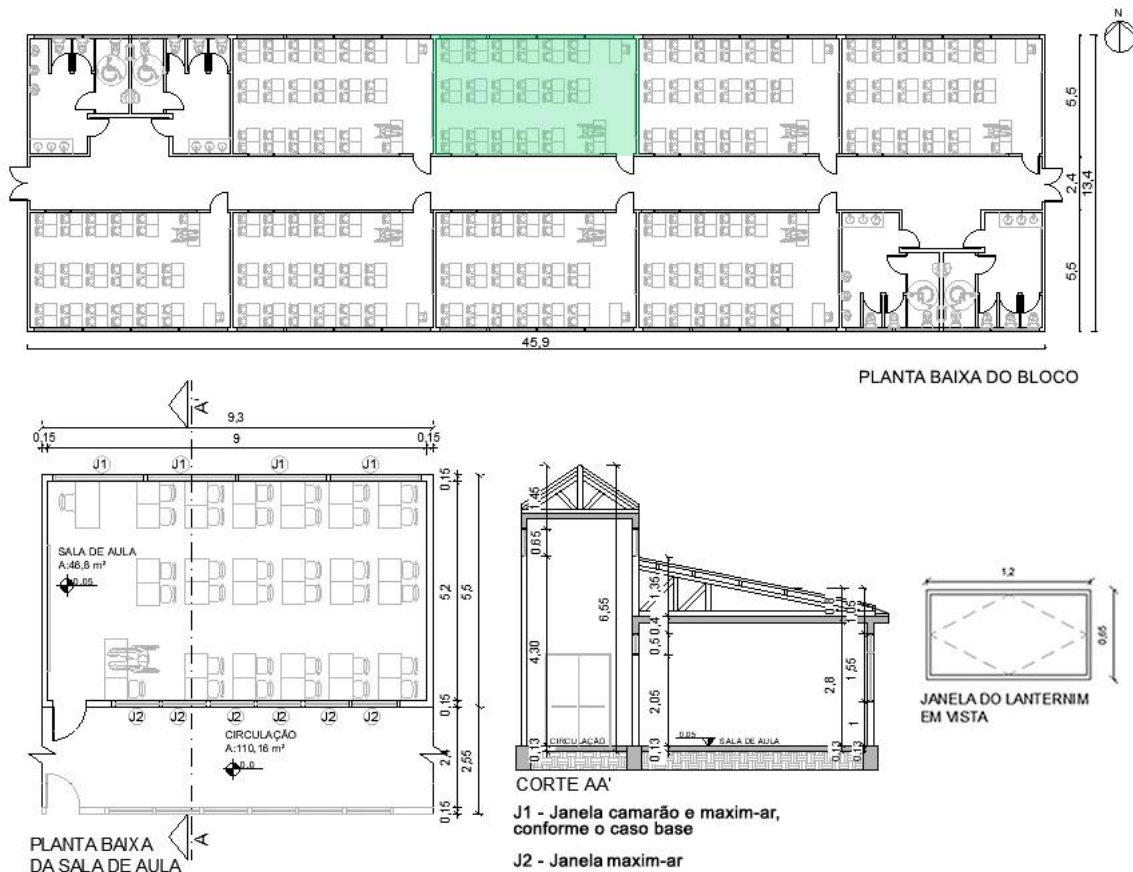 N
5,5
2,4
13,4
5,5
45,9
PLANTA BAIXA DO BLOCO
A'
9,3
0,15
9
0,15
J1
J1
J1
J1
0,15
SALA DE AULA
A:46,8 m²
0.05
5,2
5,5
0,15
J2
J2
J2
J2
J2
J2
CIRCULAÇÃO
A:110,16 m²
0.0
2,4
2,55
0,15
A
PLANTA BAIXA
DA SALA DE AULA
1,45
0,65
4,30
6,55
1,35
0,4
0,5
2,05
0,8
1,05
1,55
2,8
1
0,13
CIRCULAÇÃO
0,13
0.05
SALA DE AULA
0,13
0,13
CORTE AA'
J1 - Janela camarão e maxim-ar,
conforme o caso base
J2 - Janela maxim-ar
1,2
0,65
JANELA DO LANTERNIM
EM VISTA